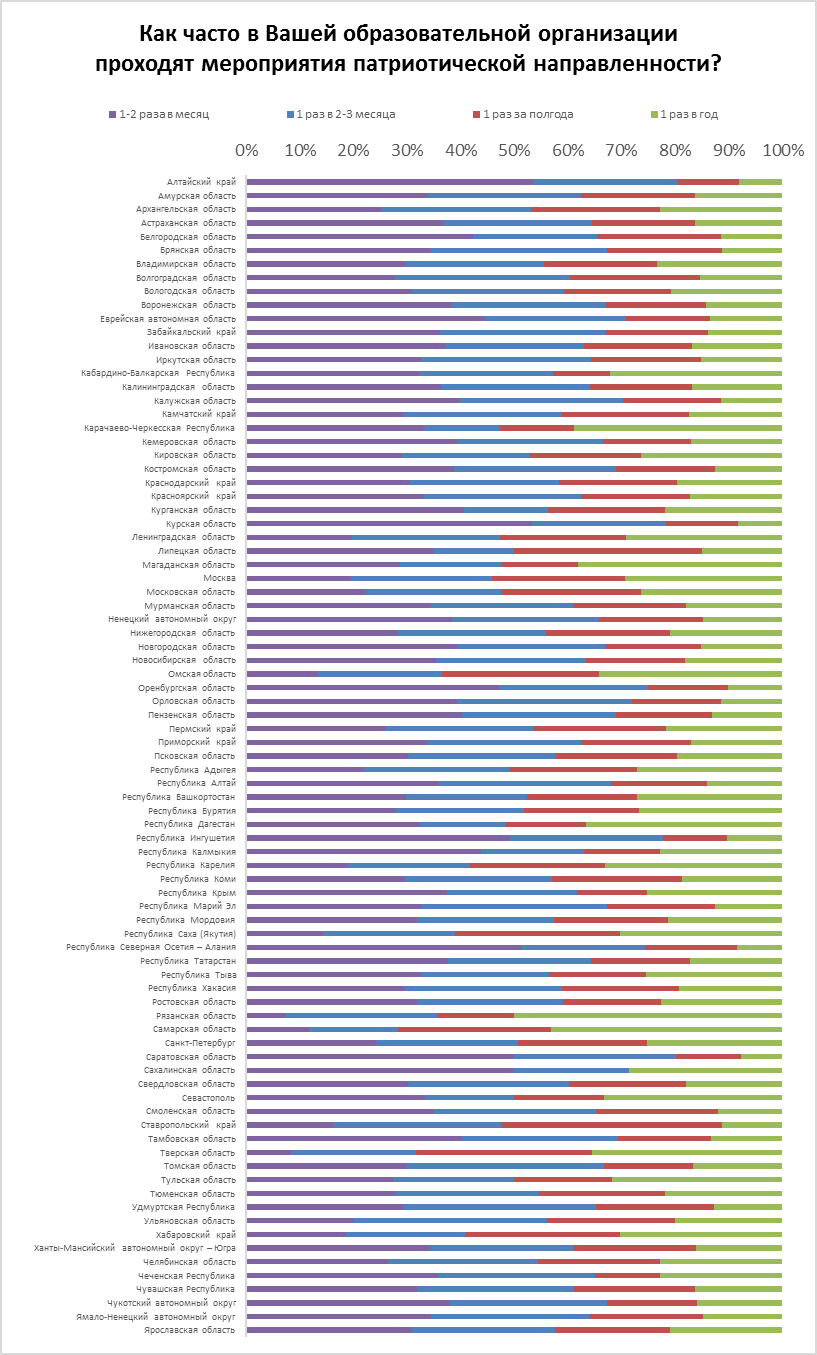 Как часто в Вашей образовательной организации
проходят мероприятия патриотической направленности?
1-2 раза в месяц 1 раз в 2-3 месяца 1 раз за полгода 1 раз в год
0% 10% 20% 30% 40% 50% 60% 70% 80% 90% 100%
Алтайский край
Амурская область
Архангельская область
Астраханская область
Белгородская область
Брянская область
Владимирская область
Волгоградская область
Вологодская область
Воронежская область
Еврейская автономная область
Забайкальский край
Ивановская область
Иркутская область
Кабардино-Балкарская Республика
Калининградская область
Калужская область
Камчатский край
Карачаево-Черкесская Республика
Кемеровская область
Кировская область
Костромская область
Краснодарский край
Красноярский край
Курганская область
Курская область
Ленинградская область
Липецкая область
Магаданская область
Москва
Московская область
Мурманская область
Ненецкий автономный округ
Нижегородская область
Новгородская область
Новосибирская область
Омская область
Оренбургская область
Орловская область
Пензенская область
Пермский край
Приморский край
Псковская область
Республика Адыгея
Республика Алтай
Республика Башкортостан
Республика Бурятия
Республика Дагестан
Республика Ингушетия
Республика Калмыкия
Республика Карелия
Республика Коми
Республика Крым
Республика Марий Эл
Республика Мордовия
Республика Саха (Якутия)
Республика Северная Осетия – Алания
Республика Татарстан
Республика Тыва
Республика Хакасия
Ростовская область
Рязанская область
Самарская область
Санкт-Петербург
Саратовская область
Сахалинская область
Свердловская область
Севастополь
Смоленская область
Ставропольский край
Тамбовская область
Тверская область
Томская область
Тульская область
Тюменская область
Удмуртская Республика
Ульяновская область
Хабаровский край
Ханты-Мансийский автономный округ – Югра
Челябинская область
Чеченская Республика
Чувашская Республика
Чукотский автономный округ
Ямало-Ненецкий автономный округ
Ярославская область